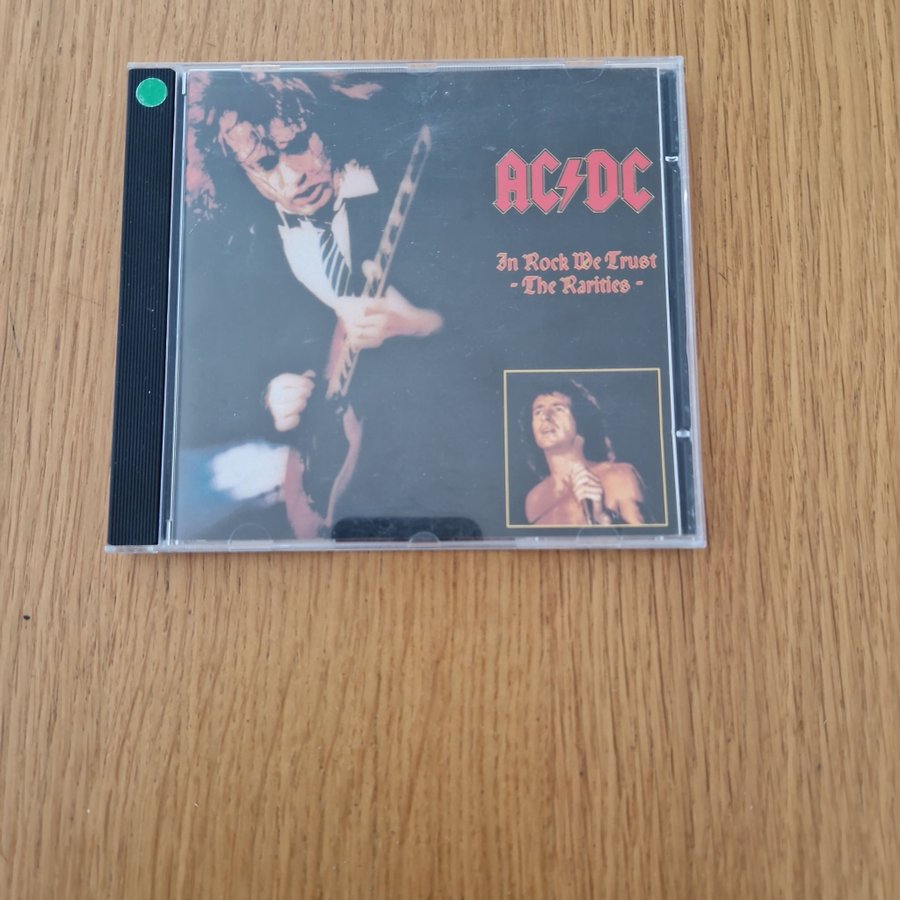 AC⚡DC
In Rock We Trust
- The Rarities -